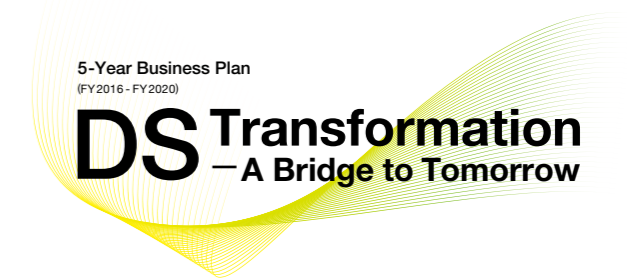 5-Year Business Plan
(FY2016 - FY2020)
DS Transformation
—A Bridge to Tomorrow